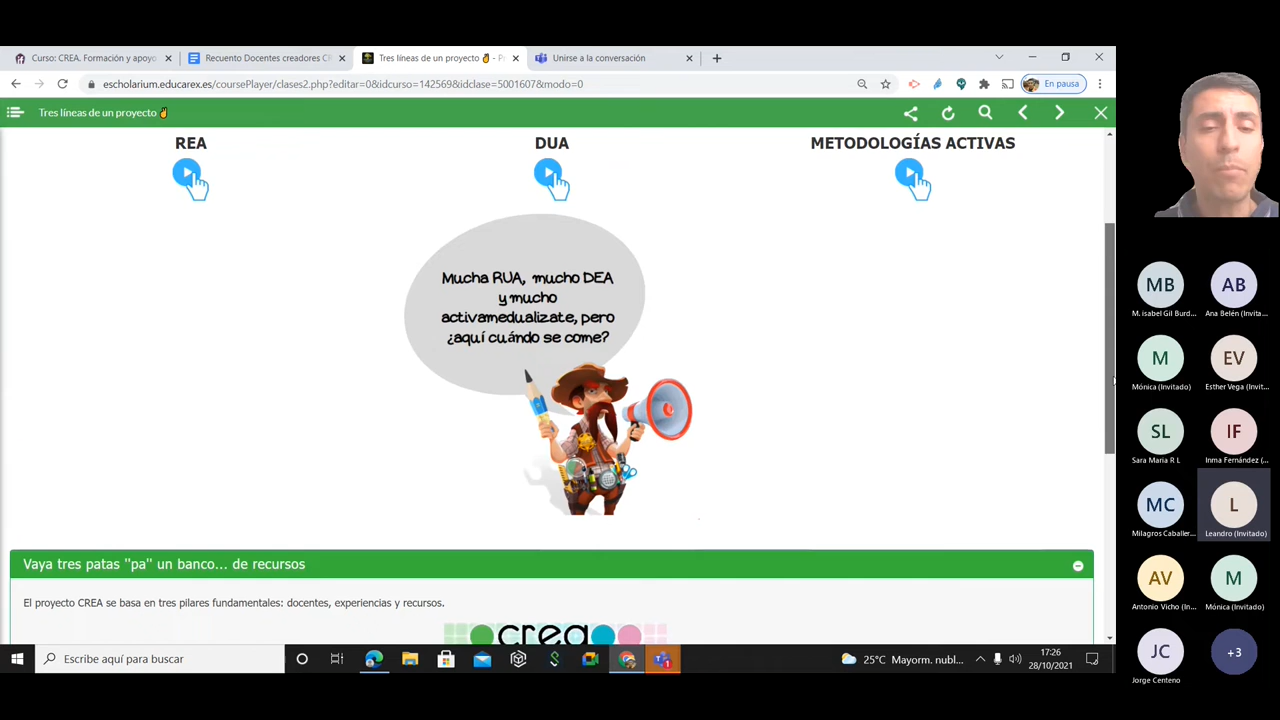 Curso: CREA. Formación y apoyo
Recuento Docentes creadores CR
Tres líneas de un proyecto✌ - P
Unirse a la conversación
escholarium.educarex.es/coursePlayer/clases2.php?editar=0&idcurso=142569&idclase=5001607&modo=0
En pausa
Tres líneas de un proyecto✌
REA
DUA
METODOLOGÍAS ACTIVAS
Mucha RUA, mucho DEA
y mucho
activamedualizate, pero
¿aquí cuándo se come?
Vaya tres patas "pa" un banco... de recursos
El proyecto CREA se basa en tres pilares fundamentales: docentes, experiencias y recursos.
crea
Escribe aquí para buscar
25°C Mayorm. nubl...
17:26
28/10/2021
MB
AB
M. isabel Gil Burd...
Ana Belén (Invita...
M
EV
Mónica (Invitado)
Esther Vega (Invit...
SL
IF
Sara Maria R L
Inma Fernández (...
MC
L
Milagros Caballer...
Leandro (Invitado)
AV
M
Antonio Vicho (In...
Mónica (Invitado)
JC
+3
Jorge Centeno